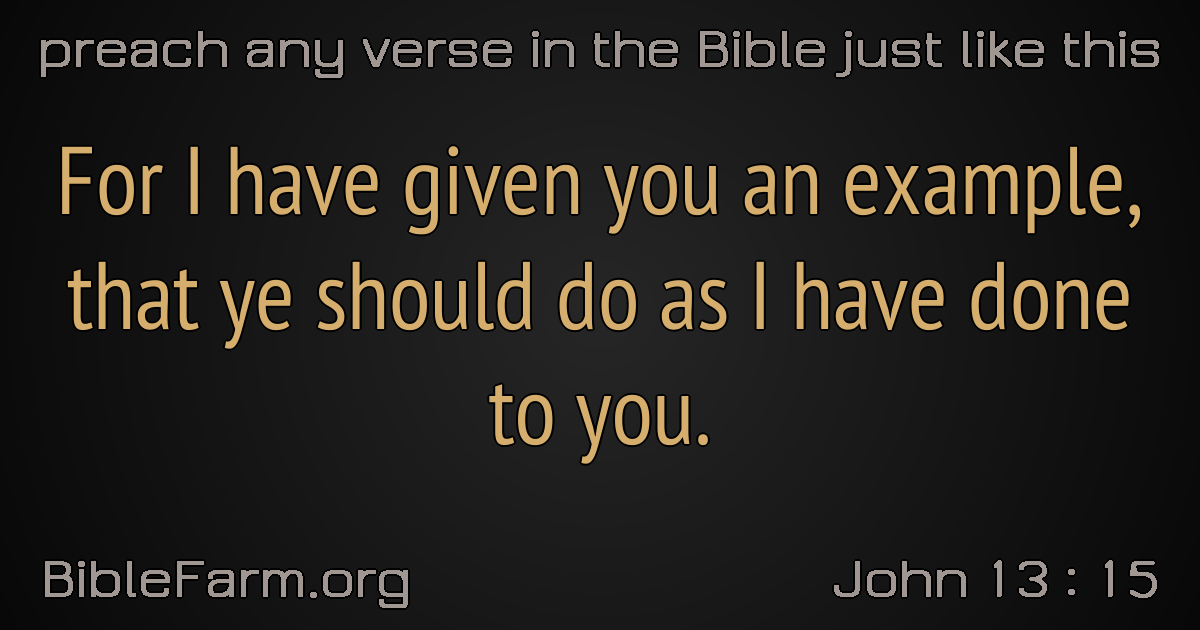 preach any verse in the Bible just like this
For I have given you an example,
that ye should do as I have done
to you.
BibleFarm.org
John 13 : 15